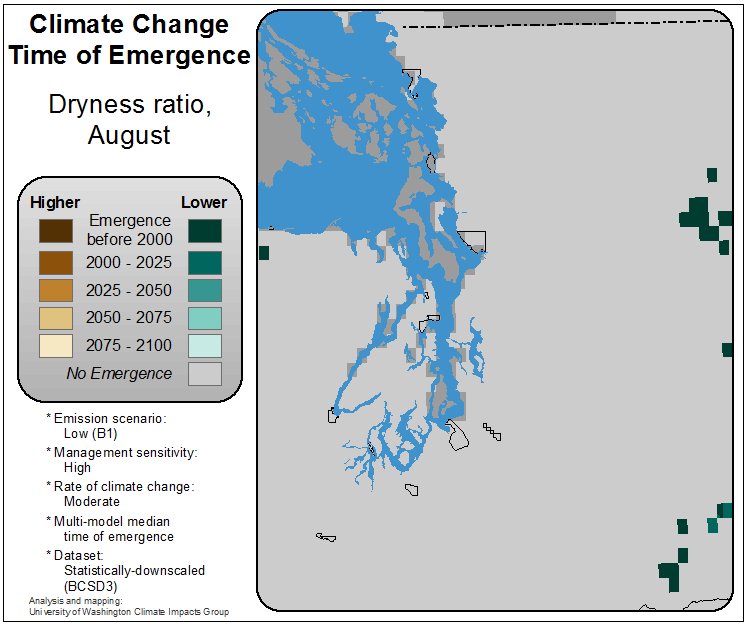 Climate Change
Time of Emergence
Dryness ratio,
August
Higher
Lower
Emergence
before 2000
2000 - 2025
2025 - 2050
2050 - 2075
2075 - 2100
No Emergence
* Emission scenario:
Low (B1)
* Management sensitivity:
High
* Rate of climate change:
Moderate
* Multi-model median
time of emergence
* Dataset:
Statistically-downscaled
(BCSD3)
Analysis and mapping:
University of Washington Climate Impacts Group